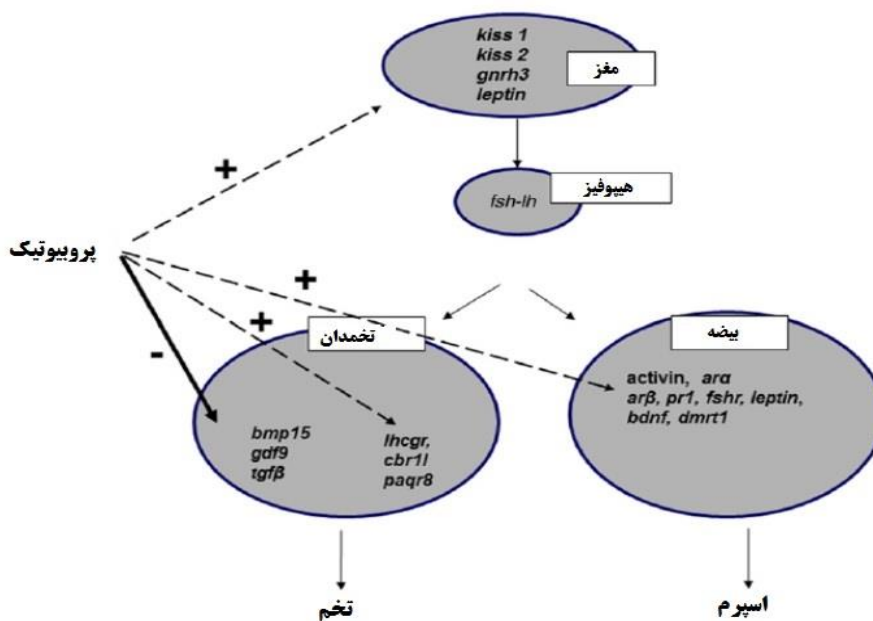 kiss 1
kiss 2
gnrh3
leptin
مغز
+
fsh-lh
هیپوفیز
پروبیوتیک
+
+
-
تخمدان
بیضه
bmp15
gdf9
tgfβ
lhcgr,
cbr1l
paqr8
activin, arα
arβ, pr1, fshr, leptin,
bdnf, dmrt1
تخم
اسپرم